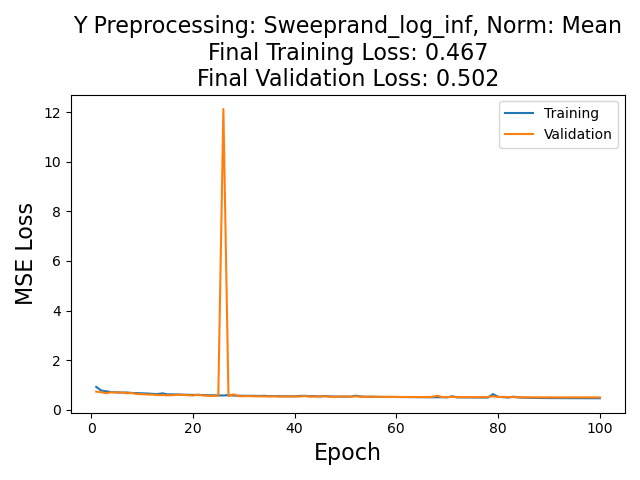 Y Preprocessing: Sweeprand_log_inf, Norm: Mean
Final Training Loss: 0.467
Final Validation Loss: 0.502
Training
Validation
MSE Loss
12
10
8
6
4
2
0
0 20 40 60 80 100
Epoch